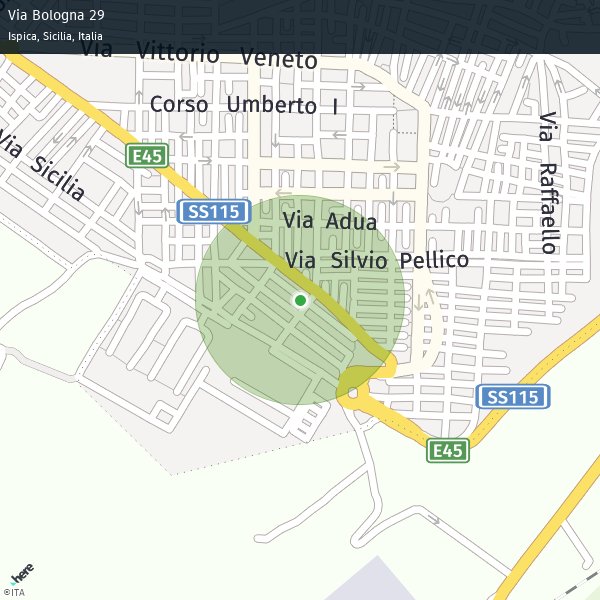 Via Bologna 29
Ispica, Sicilia, Italia
Via Vittorio Veneto
Corso Umberto I
Via Raffaello
E45
Via Sicilia
SS115
Via Adua
Via Silvio Pellico
SS115
E45
here
©ITA